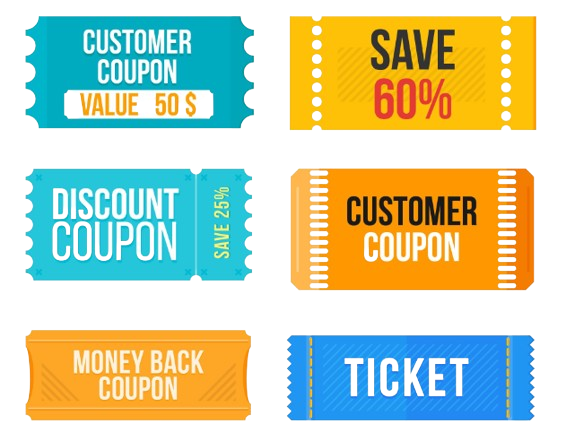 CUSTOMER
COUPON
VALUE 50 $
SAVE
60%
DISCOUNT
COUPON
SAVE 25%
CUSTOMER
COUPON
MONEY BACK
COUPON
TICKET